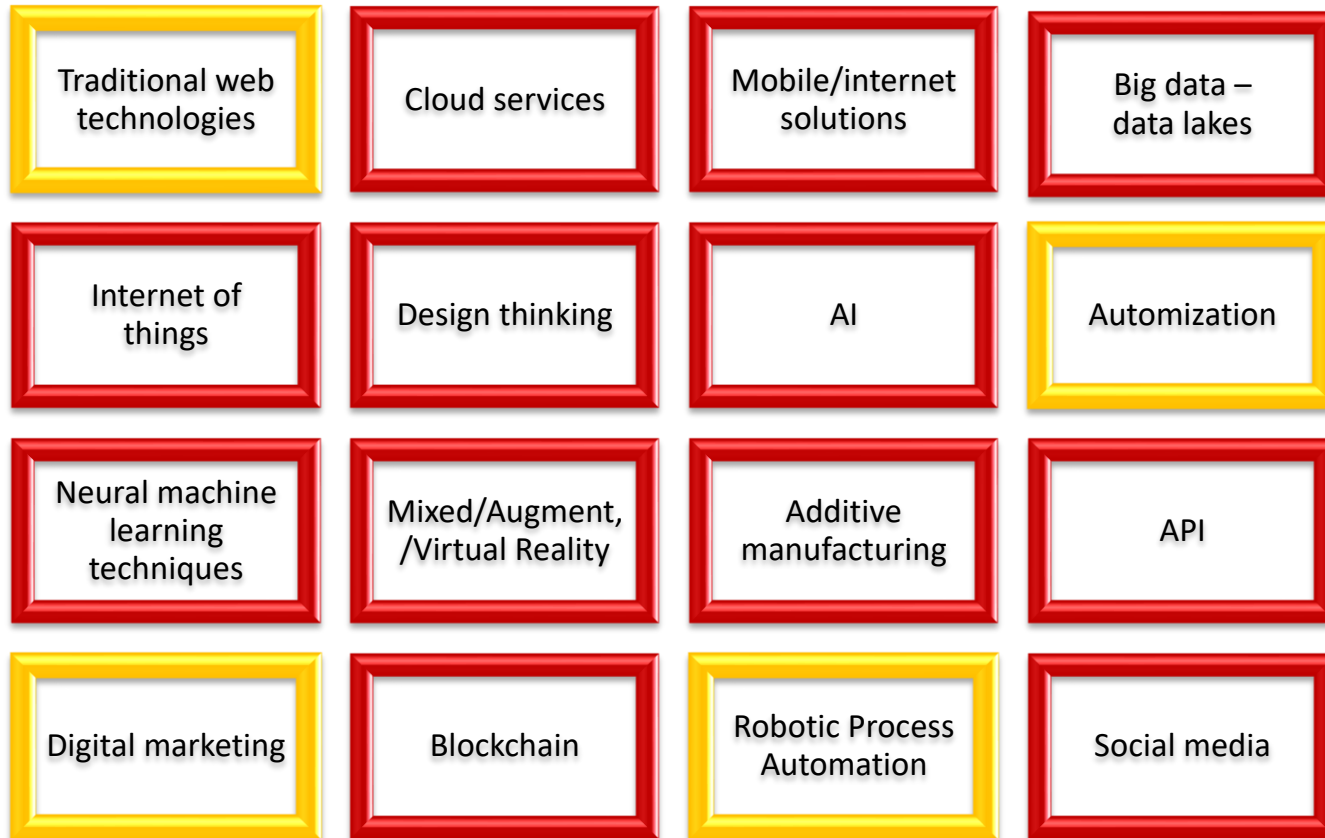 Traditional web
technologies
Cloud services
Mobile/internet
solutions
Big data –
data lakes
Internet of
things
Design thinking
AI
Automization
Neural machine
learning
techniques
Mixed/Augment,
/Virtual Reality
Additive
manufacturing
API
Digital marketing
Blockchain
Robotic Process
Automation
Social media